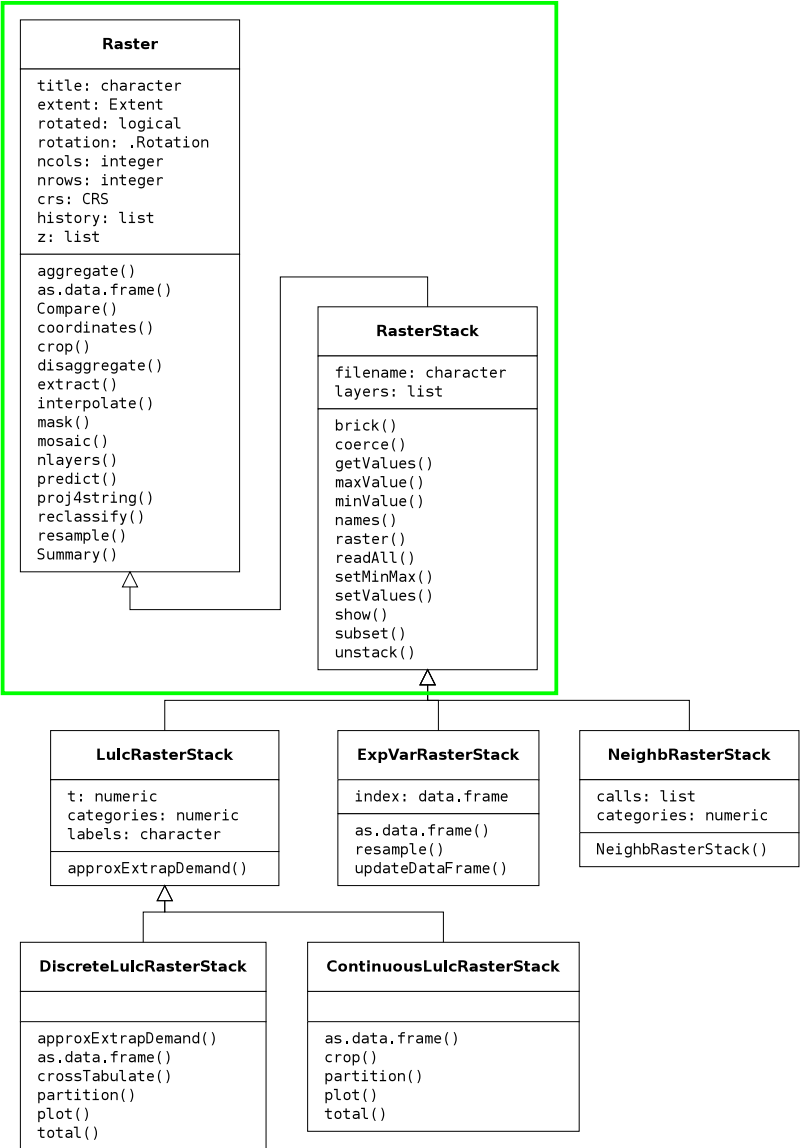 Raster
title: character
extent: Extent
rotated: logical
rotation: .Rotation
ncols: integer
nrows: integer
crs: CRS
history: list
z: list
aggregate()
as.data.frame()
Compare()
coordinates()
crop()
disaggregate()
extract()
interpolate()
mask()
mosaic()
nlayers()
predict()
proj4string()
reclassify()
resample()
Summary()
RasterStack
filename: character
layers: list
brick()
coerce()
getValues()
maxValue()
minValue()
names()
raster()
readAll()
setMinMax()
setValues()
show()
subset()
unstack()
LulcRasterStack
t: numeric
categories: numeric
labels: character
approxExtrapDemand()
ExpVarRasterStack
index: data.frame
as.data.frame()
resample()
updateDataFrame()
NeighbRasterStack
calls: list
categories: numeric
NeighbRasterStack()
DiscreteLulcRasterStack
approxExtrapDemand()
as.data.frame()
crossTabulate()
partition()
plot()
total()
ContinuousLulcRasterStack
as.data.frame()
crop()
partition()
plot()
total()